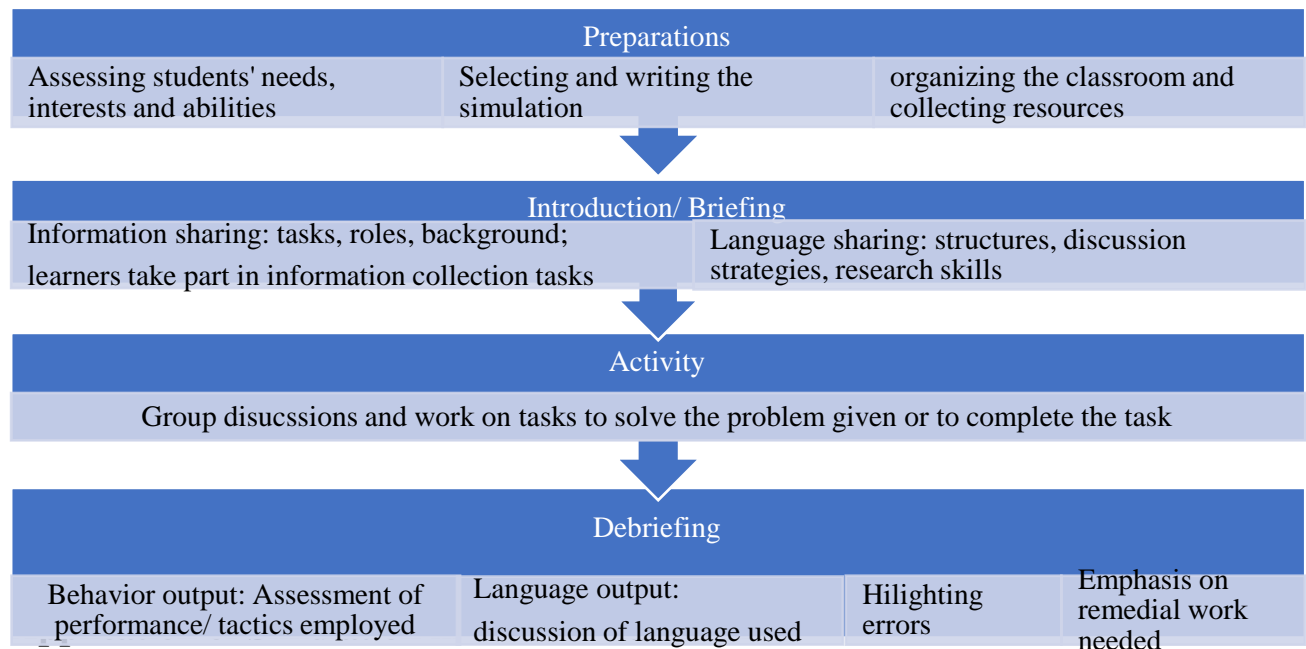 Preparations
Assessing students' needs,
interests and abilities
Selecting and writing the
simulation
organizing the classroom and
collecting resources
Introduction/ Briefing
Information sharing: tasks, roles, background;
learners take part in information collection tasks
Language sharing: structures, discussion
strategies, research skills
Activity
Group disucssions and work on tasks to solve the problem given or to complete the task
Debriefing
Behavior output: Assessment of
performance/ tactics employed
Language output:
discussion of language used
Hilighting
errors
Emphasis on
remedial work
needed